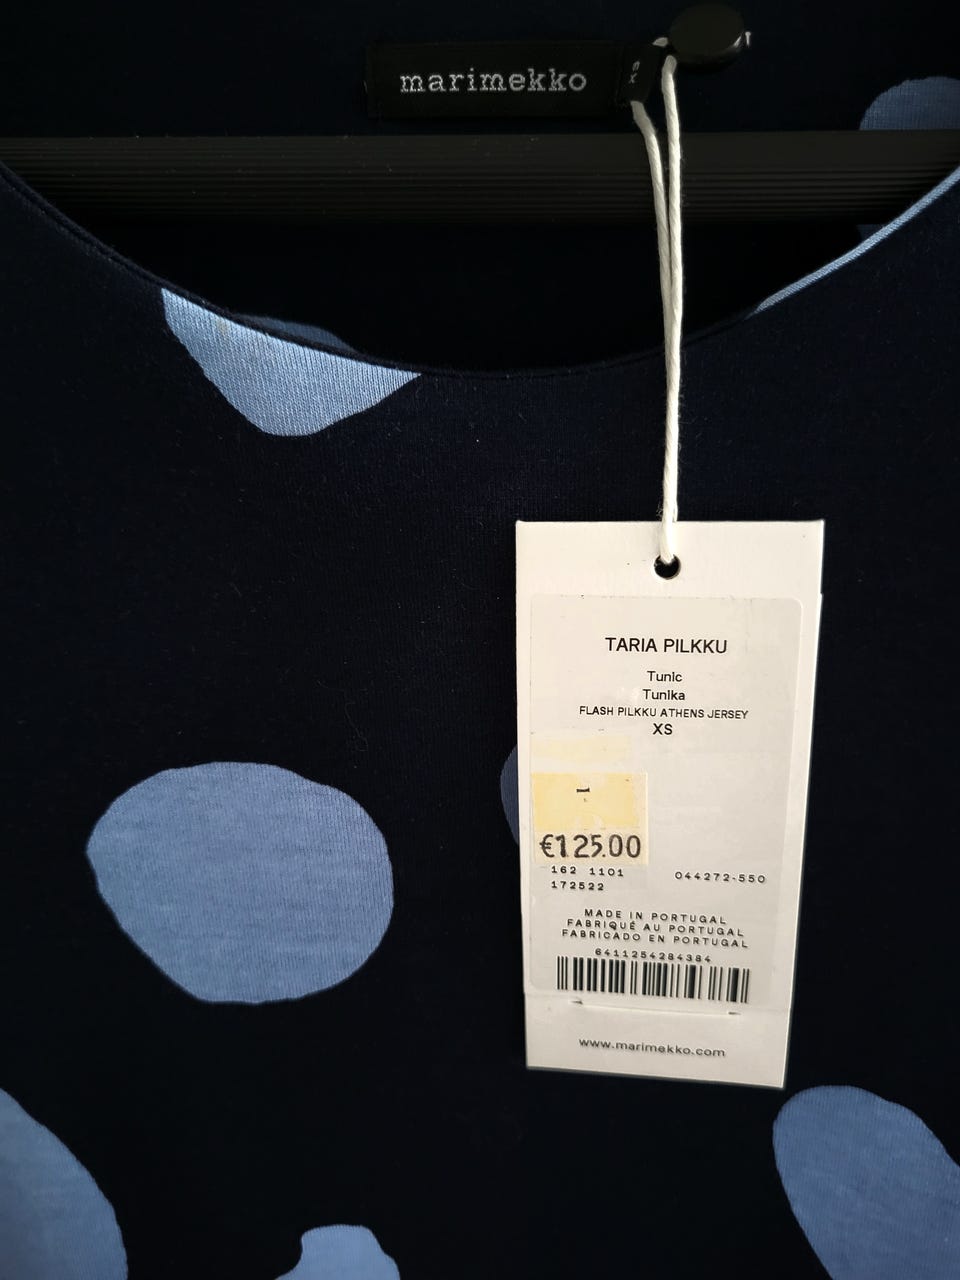 marimekko
XS
TARIA PILKKU
Tunic
Tunika
FLASH PILKKU ATHENS JERSEY
XS
1
€125.00
162 1101
172522
044272-550
MADE IN PORTUGAL
FABRIQUÉ AU PORTUGAL
FABRICADO EN PORTUGAL
6411254284384
www.marimekko.com